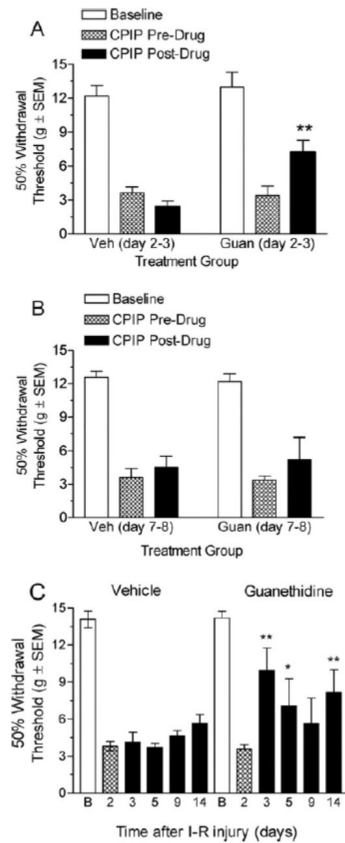 A
Baseline
CPIP Pre-Drug
CPIP Post-Drug
50% Withdrawal
Threshold (g ± SEM)
15
12
9
6
3
0
**
Veh (day 2-3)
Guan (day 2-3)
Treatment Group
B
Baseline
CPIP Pre-Drug
CPIP Post-Drug
50% Withdrawal
Threshold (g ± SEM)
15
12
9
6
3
0
Veh (day 7-8)
Guan (day 7-8)
Treatment Group
C
Vehicle
Guanethidine
50% Withdrawal
Threshold (g ± SEM)
15
12
9
6
3
0
**
*
**
B 2 3 5 9 14 B 2 3 5 9 14
Time after I-R injury (days)